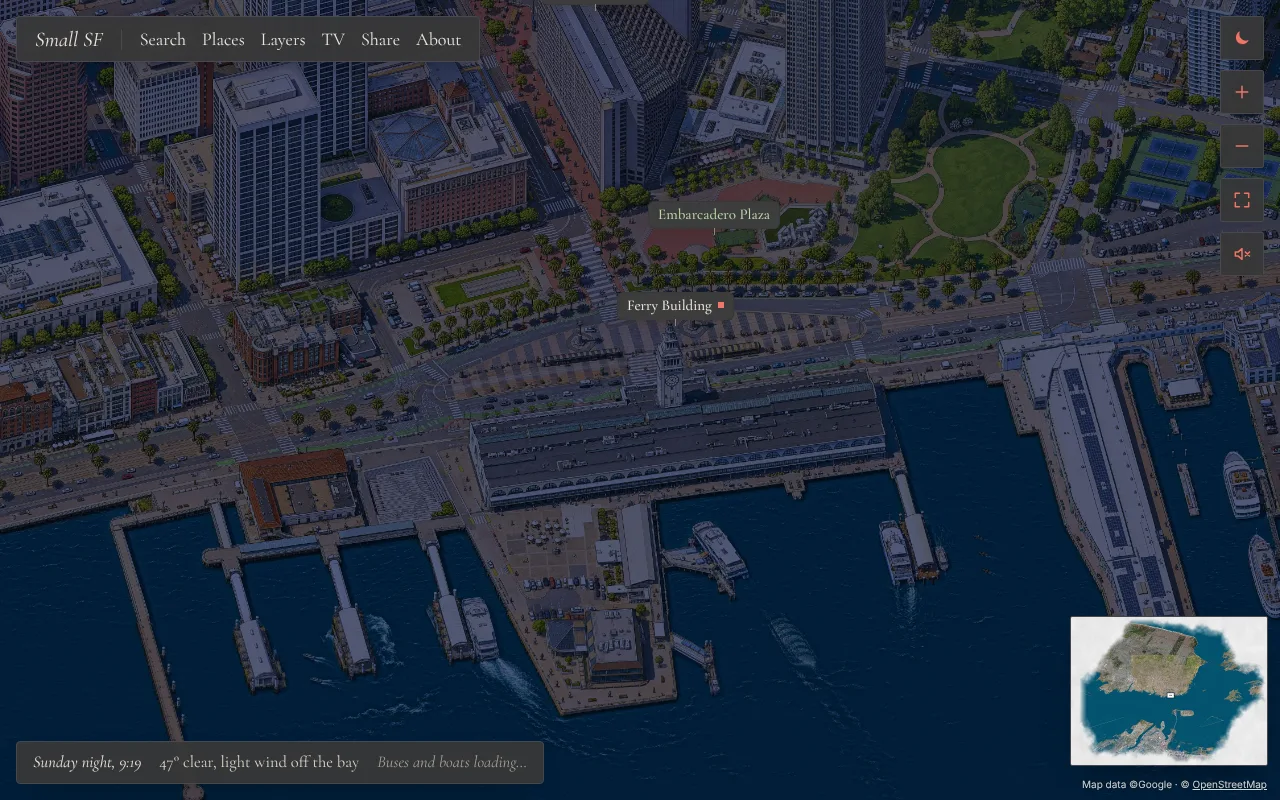 Small SF
Search Places Layers TV Share About
Embarcadero Plaza
Ferry Building
Sunday night, 9:19 47° clear, light wind off the bay Buses and boats loading...
Map data ©Google · © OpenStreetMap